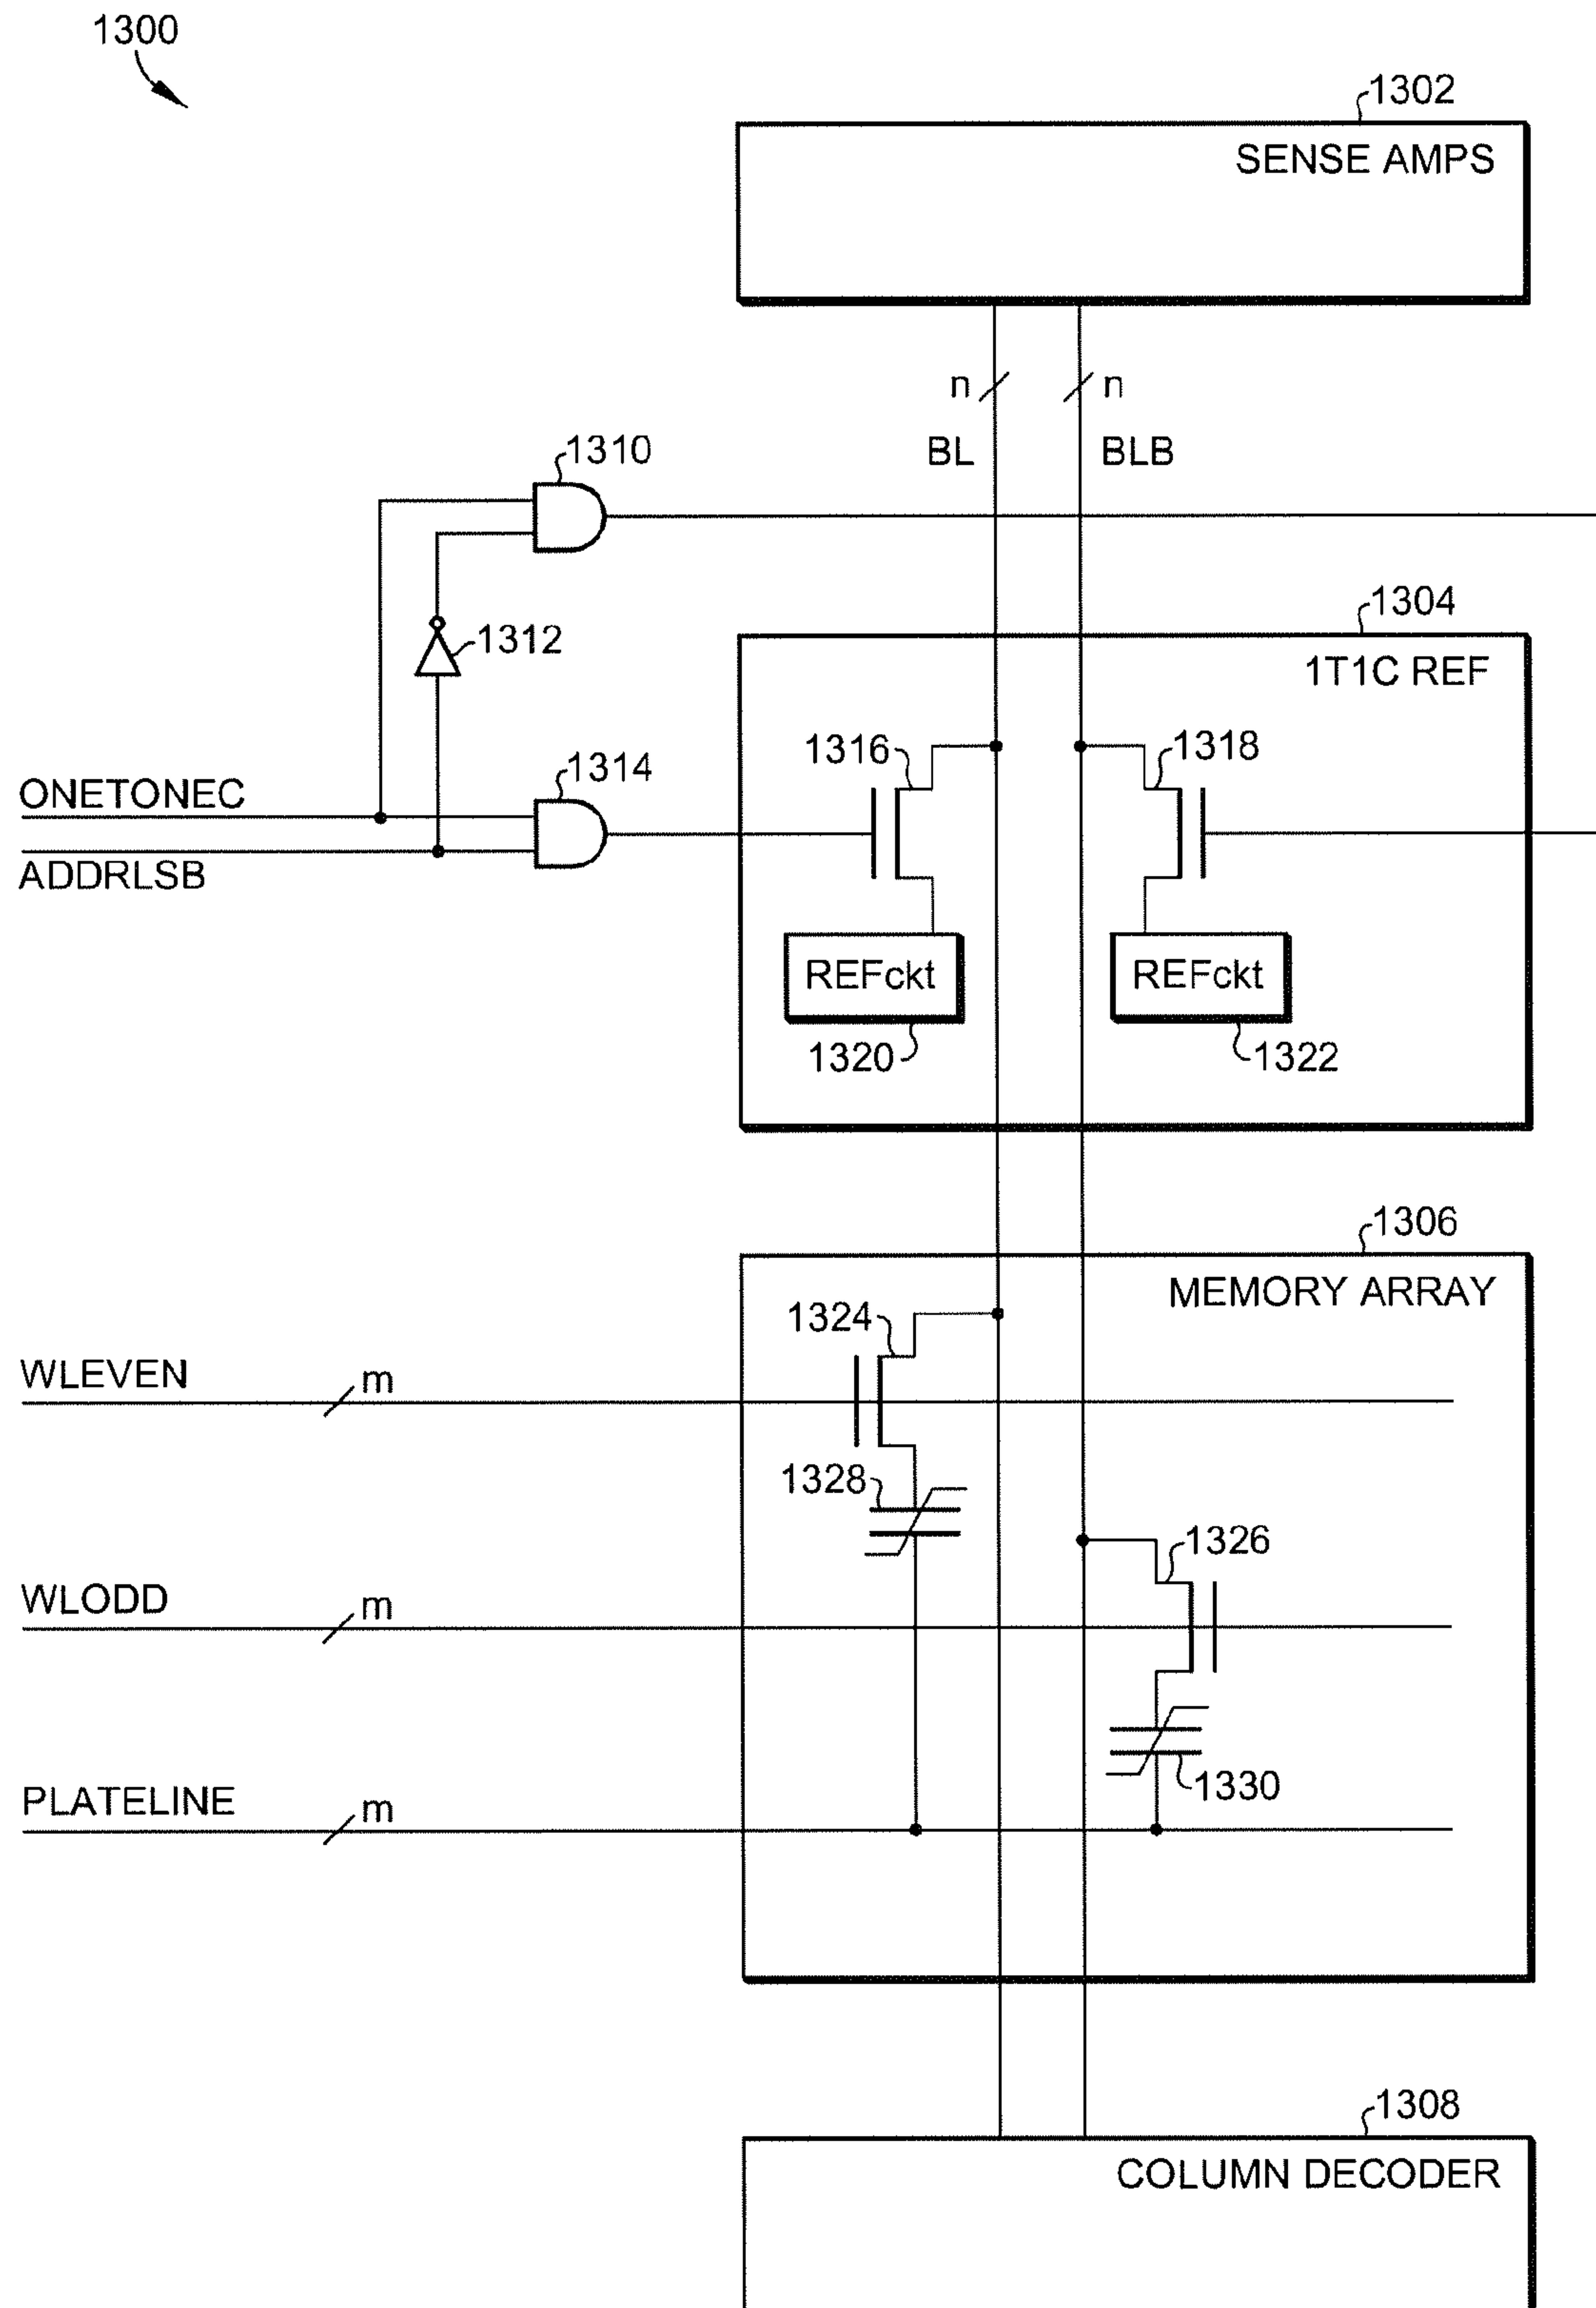 1300
1302
SENSE AMPS
n
n
BL
BLB
1310
1312
1304
1T1C REF
1316
1318
1314
ONETONEC
ADDRLSB
REFckt
REFckt
1320
1322
1306
MEMORY ARRAY
1324
WLEVEN
m
1328
1326
WLODD
m
1330
PLATELINE
m
1308
COLUMN DECODER